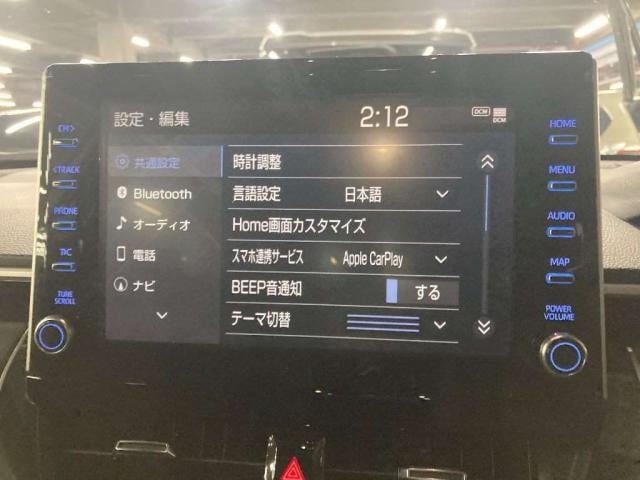 設定・編集
2:12
DCM
DCM
共通設定
Bluetooth
オーディオ
電話
ナビ
時計調整
言語設定 日本語
Home画面カスタマイズ
スマホ連携サービス Apple CarPlay
BEEP音通知 する
テーマ切替
CH>
<TRACK
PHONE
TUNE
SCROLL
HOME
MENU
AUDIO
MAP
POWER
VOLUME